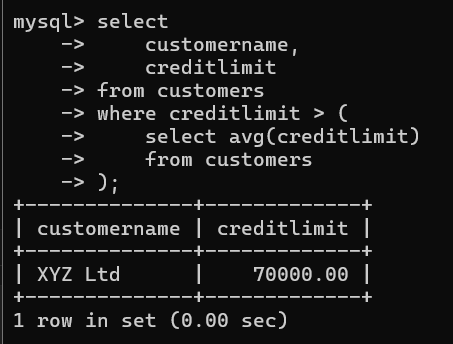 mysql> select
    ->     customername,
    ->     creditlimit
    -> from customers
    -> where creditlimit > (
    ->     select avg(creditlimit)
    ->     from customers
    -> );
+--------------+-------------+
| customername | creditlimit |
+--------------+-------------+
| XYZ Ltd      |    70000.00 |
+--------------+-------------+
1 row in set (0.00 sec)